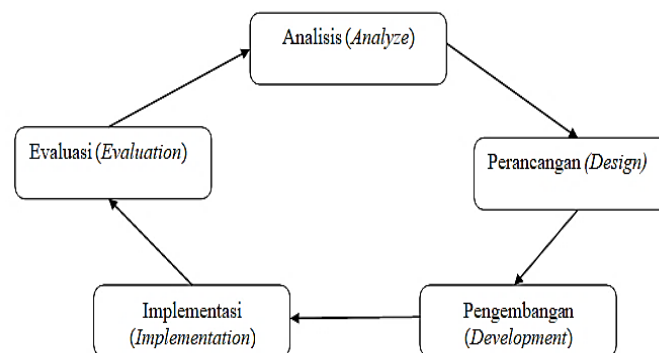 Analisis (Analyze)
Evaluasi (Evaluation)
Perancangan (Design)
Implementasi
(Implementation)
Pengembangan
(Development)